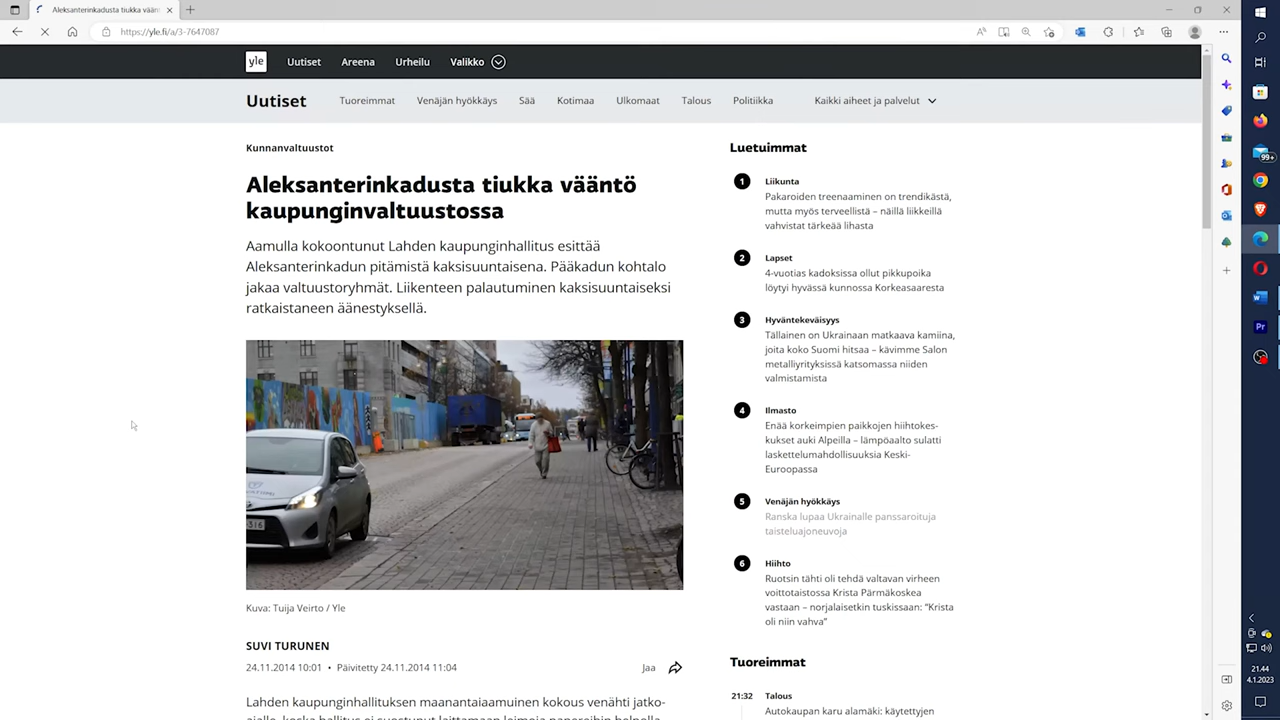 Aleksanterinkadusta tiukka vään
https://yle.fi/a/3-7647087
yle
Uutiset
Areena
Urheilu
Valikko
Uutiset
Tuoreimmat
Venäjän hyökkäys
Sää
Kotimaa
Ulkomaat
Talous
Politiikka
Kaikki aiheet ja palvelut
Kunnanvaltuustot
Aleksanterinkadusta tiukka vääntö
kaupunginvaltuustossa
Aamulla kokoontunut Lahden kaupunginhallitus esittää
Aleksanterinkadun pitämistä kaksisuuntaisena. Pääkadun kohtalo
jakaa valtuustoryhmät. Liikenteen palautuminen kaksisuuntaiseksi
ratkaistaneen äänestyksellä.
Kuva: Tuija Veirto / Yle
SUVI TURUNEN
24.11.2014 10:01 • Päivitetty 24.11.2014 11:04
Jaa
Lahden kaupunginhallituksen maanantaiaamuinen kokous venähti jatko-
Luetuimmat
1
Liikunta
Pakaroiden treenaaminen on trendikästä,
mutta myös terveellistä – näillä liikkeillä
vahvistat tärkeää lihasta
2
Lapset
4-vuotias kadoksissa ollut pikkupoika
löytyi hyvässä kunnossa Korkeasaaresta
3
Hyväntekeväisyys
Tällainen on Ukrainaan matkaava kamiina,
joita koko Suomi hitsaa – kävimme Salon
metalliyrityksissä katsomassa niiden
valmistamista
4
Ilmasto
Enää korkeimpien paikkojen hiihtokes-
kukset auki Alpeilla – lämpöaalto sulatti
laskettelumahdollisuuksia Keski-
Euroopassa
5
Venäjän hyökkäys
Ranska lupaa Ukrainalle panssaroituja
taisteluajoneuvoja
6
Hiihto
Ruotsin tähti oli tehdä valtavan virheen
voittotaistossa Krista Pärmäkoskea
vastaan – norjalaisetkin tuskissaan: "Krista
oli niin vahva"
Tuoreimmat
21:32
Talous
Autokaupan karu alamäki: käytettyjen
99+
Pr
21.44
4.1.2023